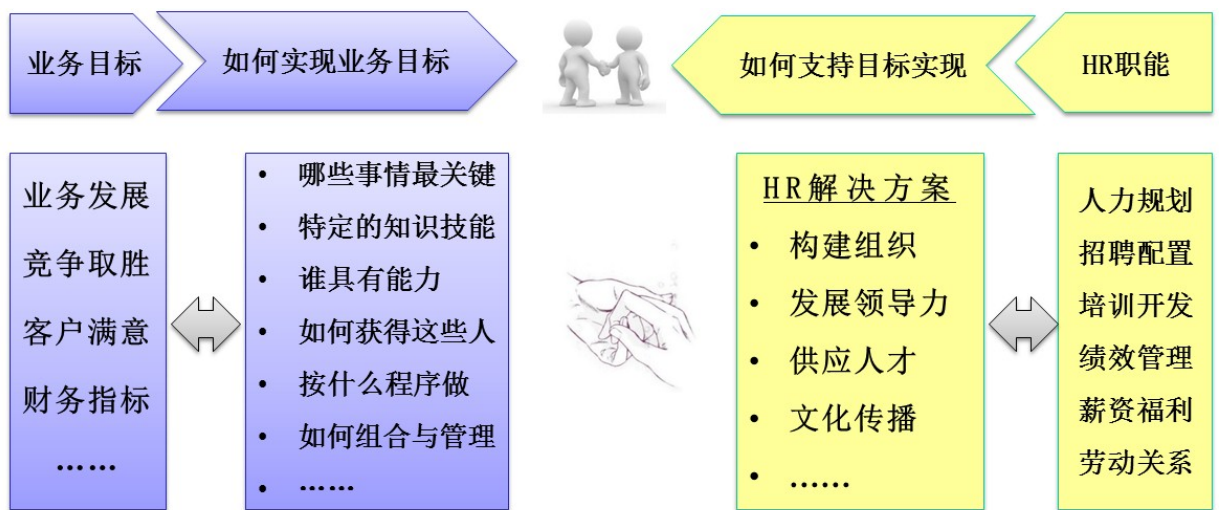 业务目标
如何实现业务目标
如何支持目标实现
HR职能
业务发展
竞争取胜
客户满意
财务指标
……
• 哪些事情最关键
• 特定的知识技能
• 谁具有能力
• 如何获得这些人
• 按什么程序做
• 如何组合与管理
• ……
HR解决方案
• 构建组织
• 发展领导力
• 供应人才
• 文化传播
• ……
人力规划
招聘配置
培训开发
绩效管理
薪资福利
劳动关系